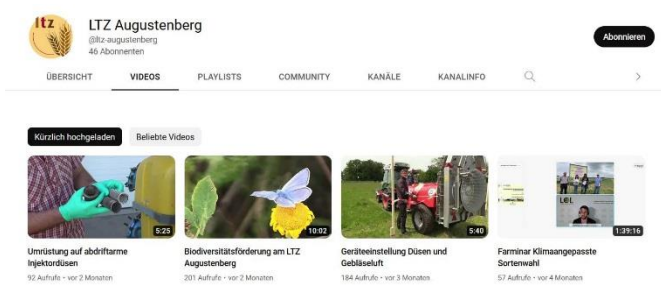 ltz
LTZ Augustenberg
@ltz-augustenberg
46 Abonnenten
Abonnieren
ÜBERSICHT VIDEOS PLAYLISTS COMMUNITY KANÄLE KANALINFO
Kürzlich hochgeladen Beliebte Videos
5:25 10:02 5:40 1:39:16
LEL
Umrüstung auf abdriftarme
Injektordüsen
92 Aufrufe • vor 2 Monaten
Biodiversitätsförderung am LTZ
Augustenberg
201 Aufrufe • vor 2 Monaten
Geräteeinstellung Düsen und
Gebläseluft
184 Aufrufe • vor 3 Monaten
Farminar Klimaangepasste
Sortenwahl
57 Aufrufe • vor 4 Monaten